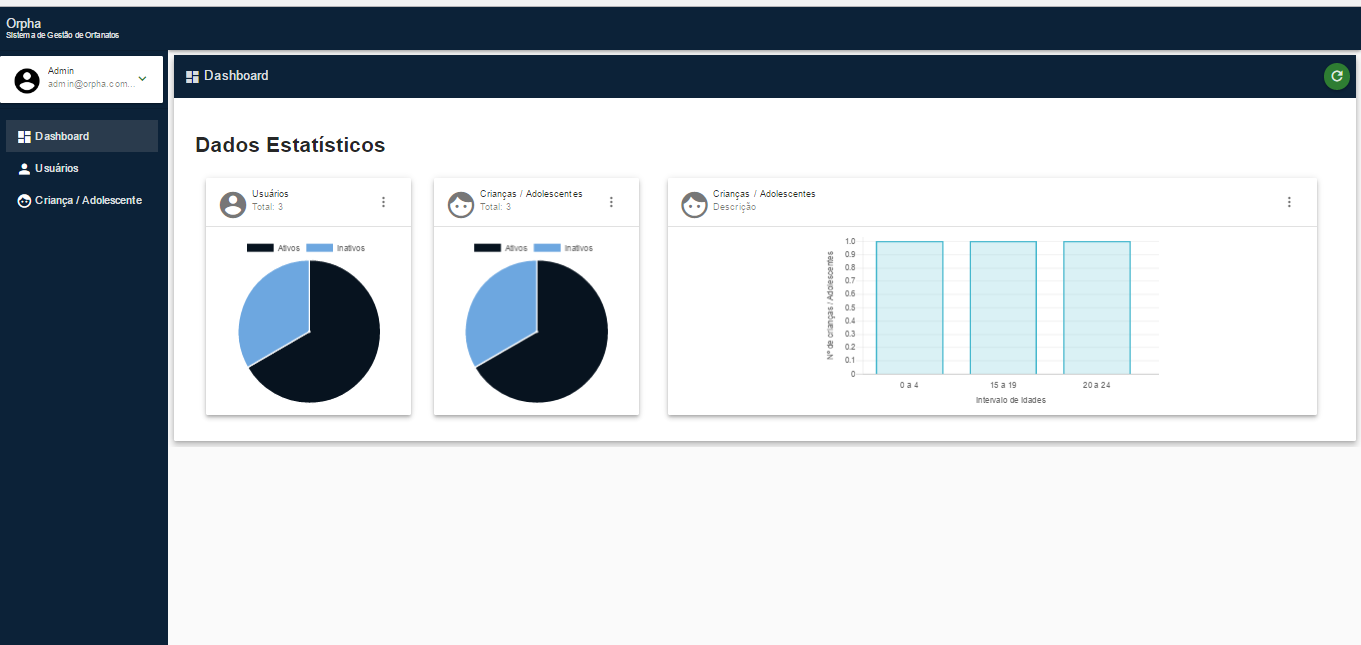 Orpha
Sistema de Gestão de Orfanatos
Admin
admin@orpha.com...
Dashboard
Usuários
Criança / Adolescente
Dashboard
Dados Estatísticos
Usuários
Total: 3
Ativos Inativos
Crianças / Adolescentes
Total: 3
Ativos Inativos
Crianças / Adolescentes
Descrição
Nº de crianças / Adolescentes
1.0
0.9
0.8
0.7
0.6
0.5
0.4
0.3
0.2
0.1
0
0 a 4 15 a 19 20 a 24
Intervalo de Idades